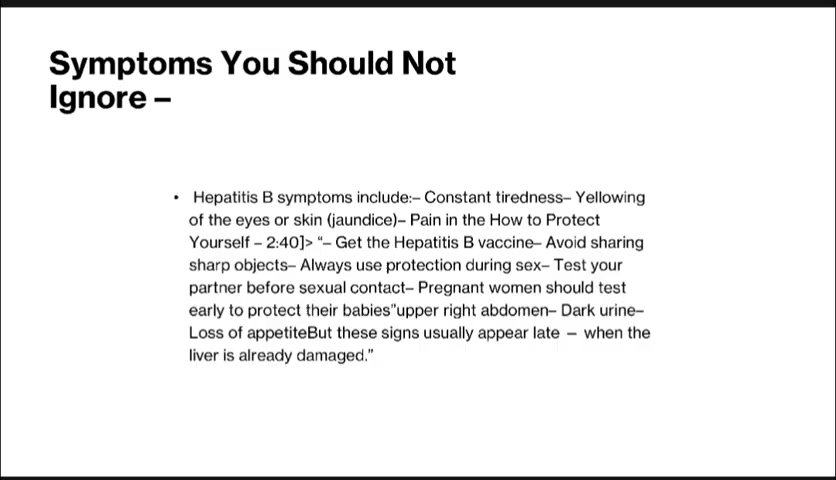 Symptoms You Should Not
Ignore –
• Hepatitis B symptoms include:– Constant tiredness– Yellowing
of the eyes or skin (jaundice)– Pain in the How to Protect
Yourself – 2:40]> “– Get the Hepatitis B vaccine– Avoid sharing
sharp objects– Always use protection during sex– Test your
partner before sexual contact– Pregnant women should test
early to protect their babies"upper right abdomen– Dark urine–
Loss of appetiteBut these signs usually appear late – when the
liver is already damaged.”